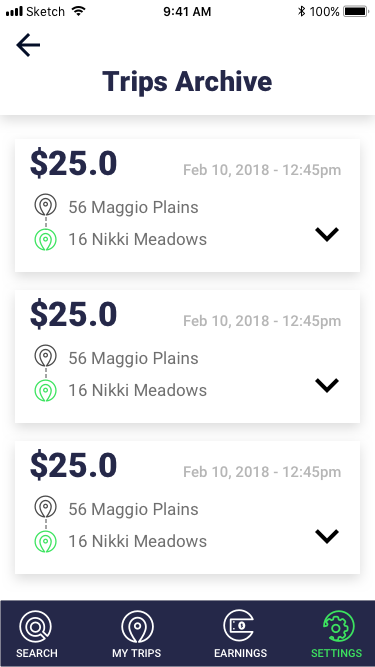 Sketch 9:41 AM 100%
Trips Archive
$25.0 Feb 10, 2018 - 12:45pm
56 Maggio Plains
16 Nikki Meadows
$25.0 Feb 10, 2018 - 12:45pm
56 Maggio Plains
16 Nikki Meadows
$25.0 Feb 10, 2018 - 12:45pm
56 Maggio Plains
16 Nikki Meadows
SEARCH MY TRIPS EARNINGS SETTINGS